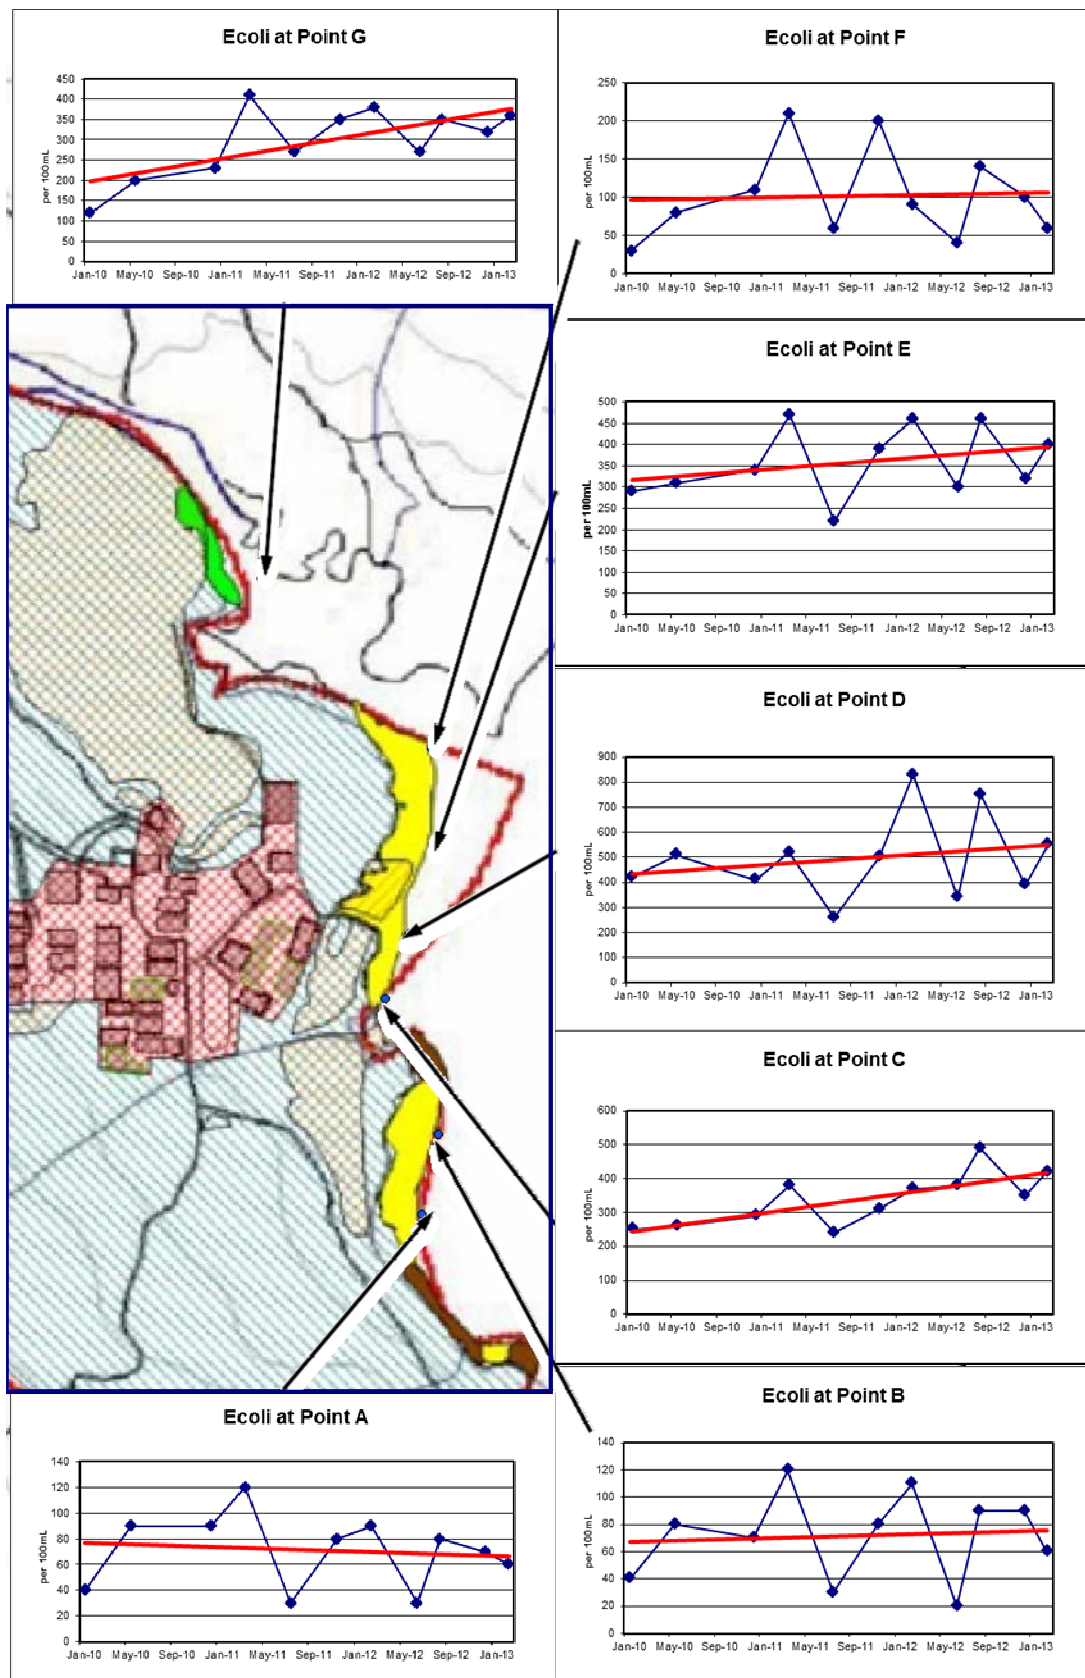 Ecoli at Point G
450
400
350
300
250
200
150
100
50
0
per 100mL
Jan-10 May-10 Sep-10 Jan-11 May-11 Sep-11 Jan-12 May-12 Sep-12 Jan-13
Ecoli at Point F
250
200
150
100
50
0
per 100mL
Jan-10 May-10 Sep-10 Jan-11 May-11 Sep-11 Jan-12 May-12 Sep-12 Jan-13
Ecoli at Point E
500
450
400
350
300
250
200
150
100
50
0
per 100mL
Jan-10 May-10 Sep-10 Jan-11 May-11 Sep-11 Jan-12 May-12 Sep-12 Jan-13
Ecoli at Point D
900
800
700
600
500
400
300
200
100
0
per 100mL
Jan-10 May-10 Sep-10 Jan-11 May-11 Sep-11 Jan-12 May-12 Sep-12 Jan-13
Ecoli at Point C
600
500
400
300
200
100
0
per 100mL
Jan-10 May-10 Sep-10 Jan-11 May-11 Sep-11 Jan-12 May-12 Sep-12 Jan-13
Ecoli at Point A
140
120
100
80
60
40
20
0
per 100mL
Jan-10 May-10 Sep-10 Jan-11 May-11 Sep-11 Jan-12 May-12 Sep-12 Jan-13
Ecoli at Point B
140
120
100
80
60
40
20
0
per 100mL
Jan-10 May-10 Sep-10 Jan-11 May-11 Sep-11 Jan-12 May-12 Sep-12 Jan-13